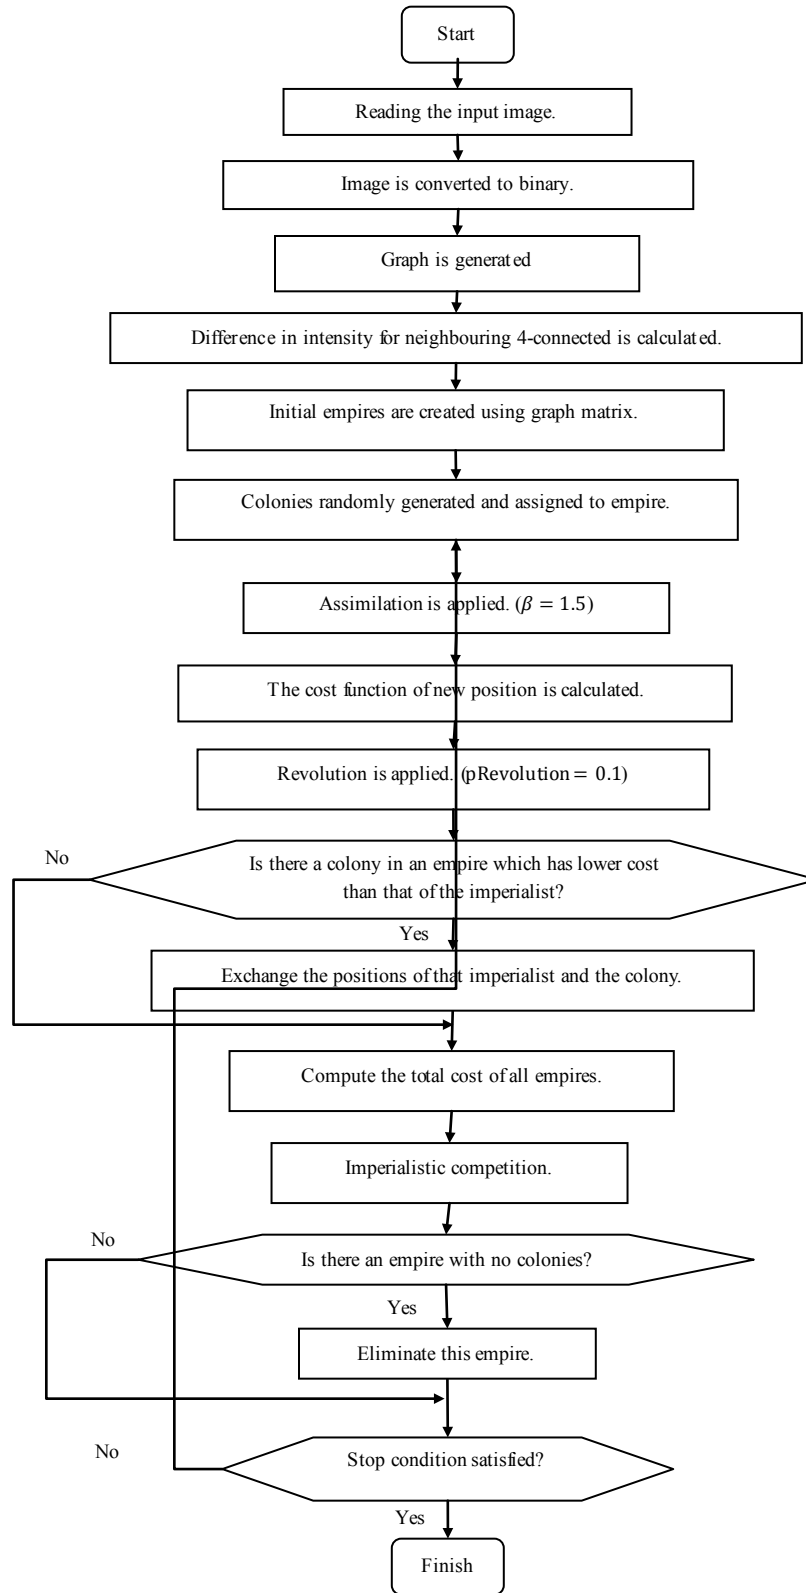 Start
Reading the input image.
Image is converted to binary.
Graph is generated
Difference in intensity for neighbouring 4-connected is calculated.
Initial empires are created using graph matrix.
Colonies randomly generated and assigned to empire.
Assimilation is applied. (β = 1.5)
The cost function of new position is calculated.
Revolution is applied. (pRevolution = 0.1)
No
Is there a colony in an empire which has lower cost
than that of the imperialist?
Yes
Exchange the positions of that imperialist and the colony.
Compute the total cost of all empires.
Imperialistic competition.
No
Is there an empire with no colonies?
Yes
Eliminate this empire.
No
Stop condition satisfied?
Yes
Finish